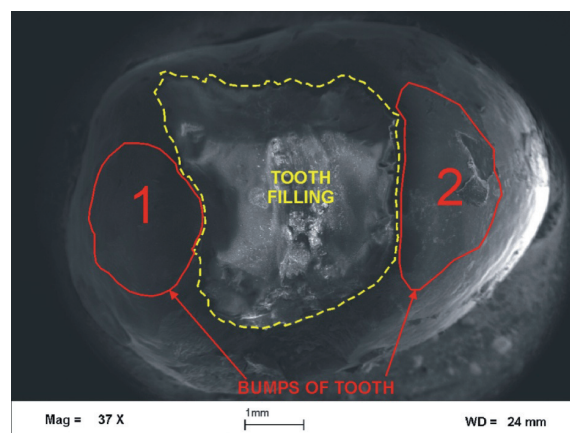 1
2
TOOTH
FILLING
BUMPS OF TOOTH
Mag = 37 X
1mm
WD = 24 mm